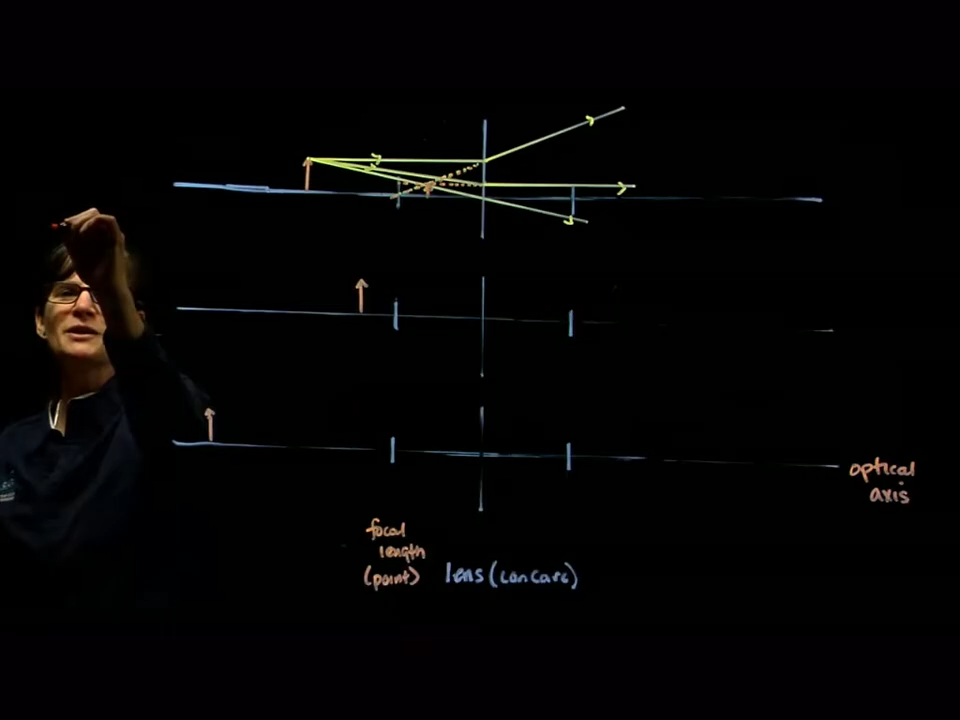 optical
axis
focal
length
(point)
lens (concave)